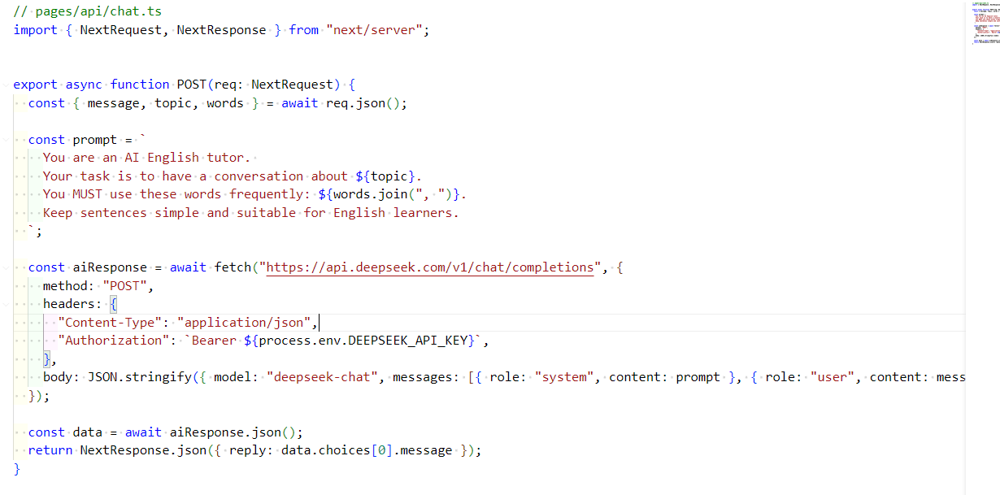 // pages/api/chat.ts
import { NextRequest, NextResponse } from "next/server";
export async function POST(req: NextRequest) {
const { message, topic, words } = await req.json();
const prompt = `
You are an AI English tutor.
Your task is to have a conversation about ${topic}.
You MUST use these words frequently: ${words.join(", ")}.
Keep sentences simple and suitable for English learners.
`;
const aiResponse = await fetch("https://api.deepseek.com/v1/chat/completions", {
method: "POST",
headers: {
"Content-Type": "application/json",
"Authorization": `Bearer ${process.env.DEEPSEEK_API_KEY}`,
},
body: JSON.stringify({ model: "deepseek-chat", messages: [{ role: "system", content: prompt }, { role: "user", content: mess
});
const data = await aiResponse.json();
return NextResponse.json({ reply: data.choices[0].message });
}